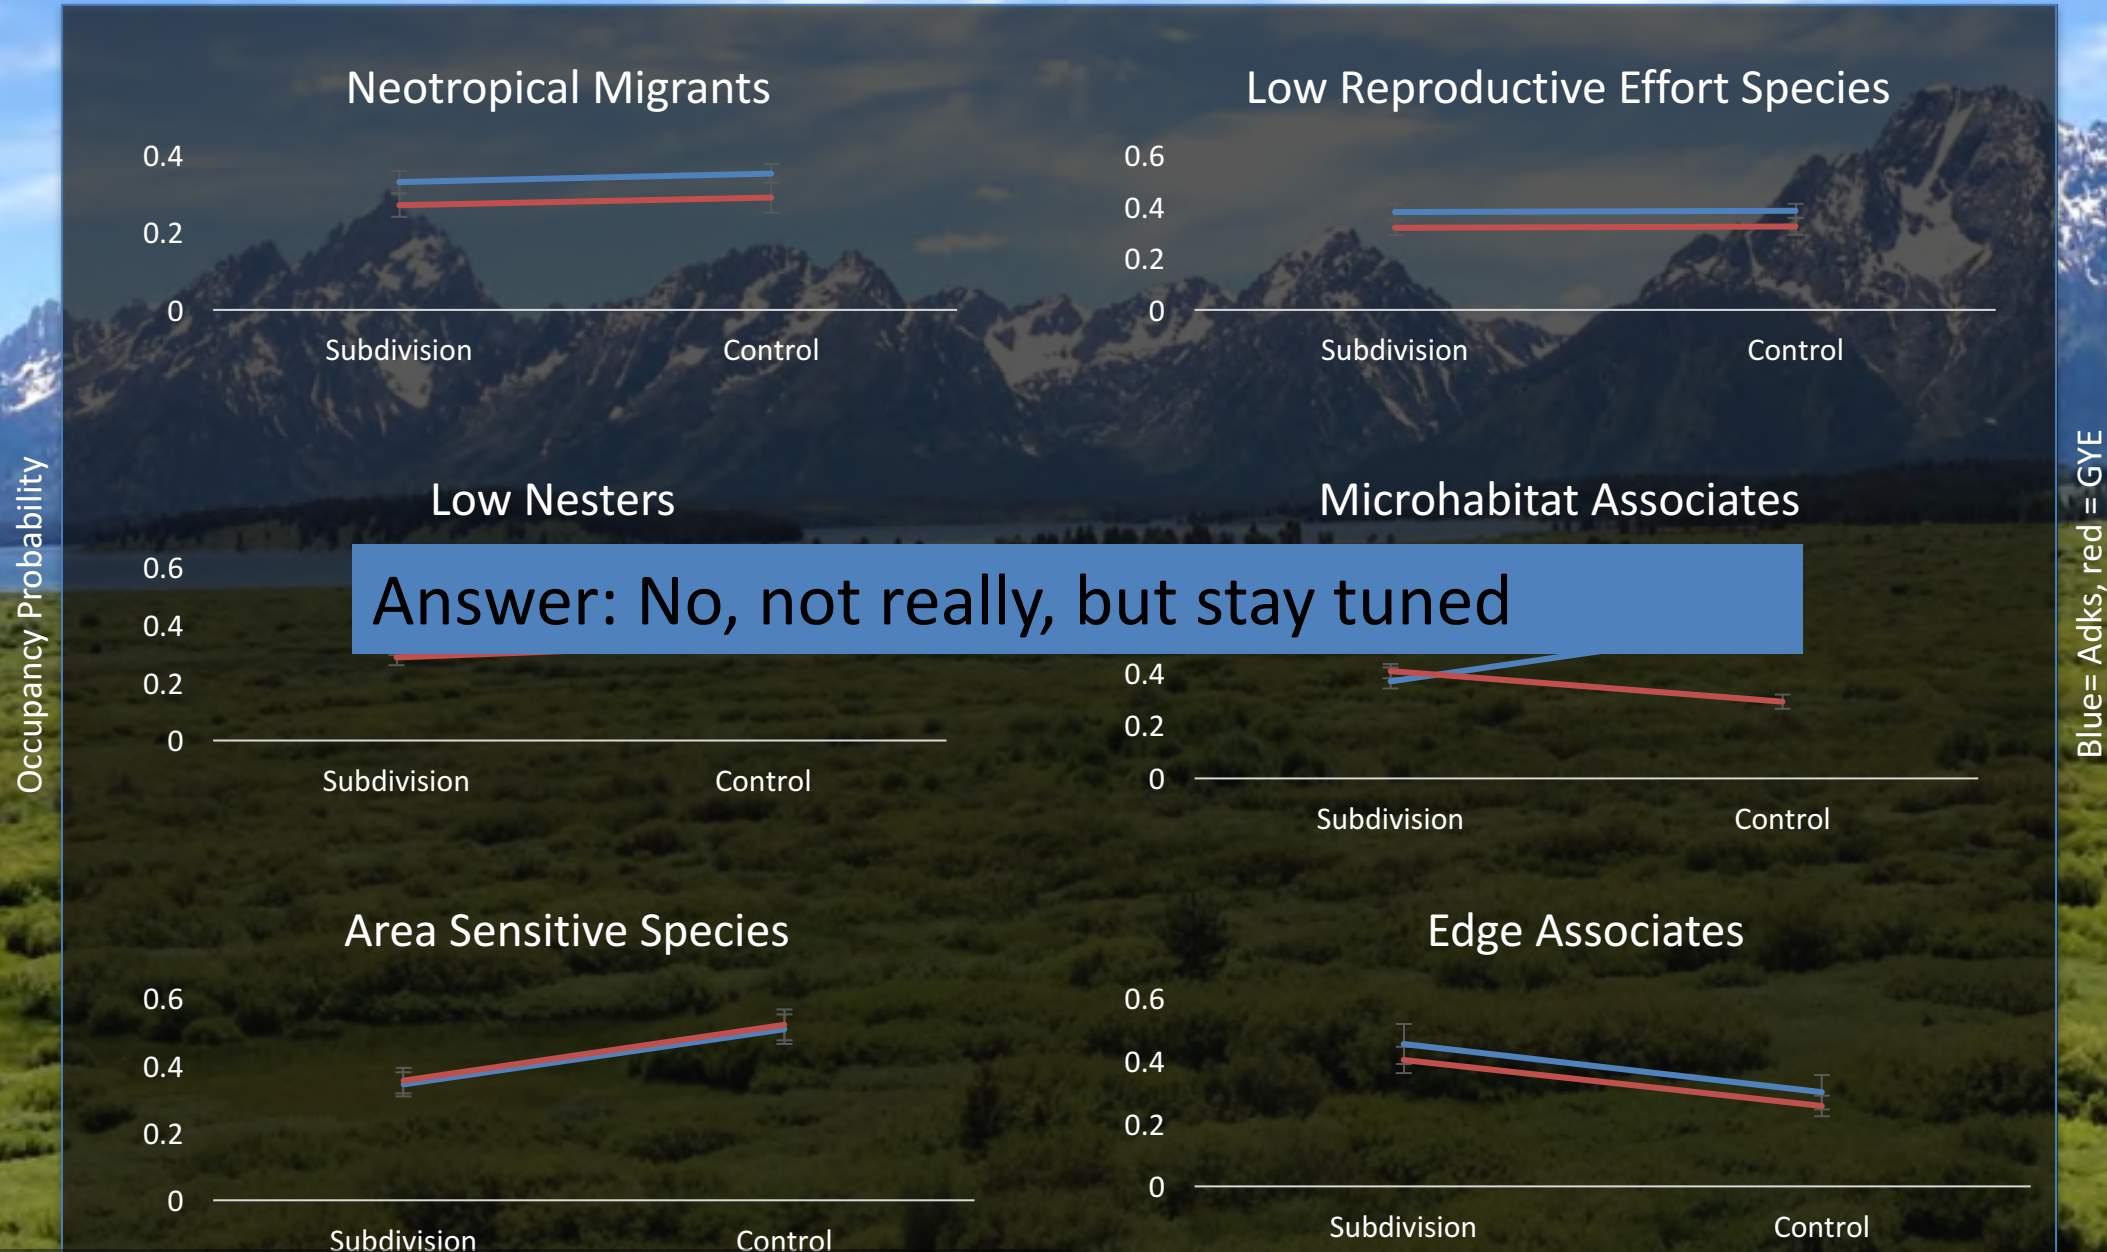 Neotropical Migrants
0.4
0.2
0
Subdivision Control
Low Reproductive Effort Species
0.6
0.4
0.2
0
Subdivision Control
Occupancy Probability
Low Nesters
0.6
0.4
0.2
0
Subdivision Control
Microhabitat Associates
0.4
0.2
0
Subdivision Control
Answer: No, not really, but stay tuned
Blue= Adks, red = GYE
Area Sensitive Species
0.6
0.4
0.2
0
Subdivision Control
Edge Associates
0.6
0.4
0.2
0
Subdivision Control